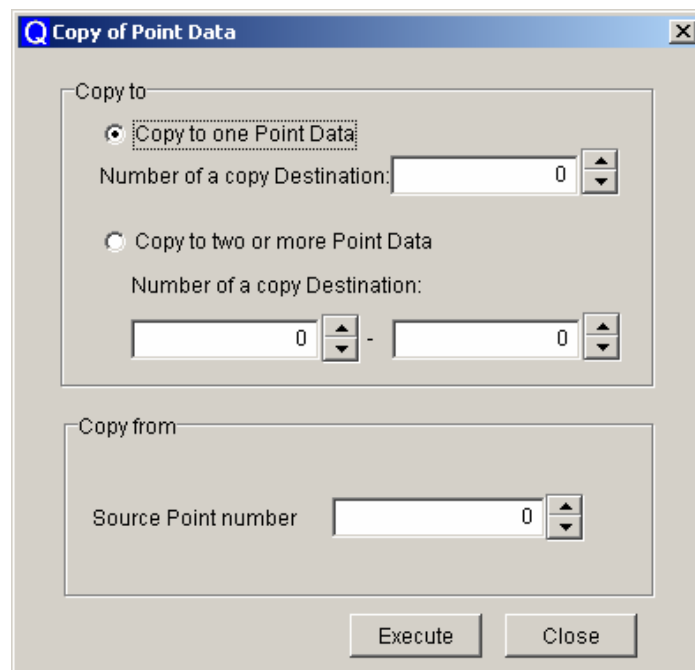 Q Copy of Point Data
Copy to
Copy to one Point Data
Number of a copy Destination: 0
Copy to two or more Point Data
Number of a copy Destination:
0 - 0
Copy from
Source Point number 0
Execute Close